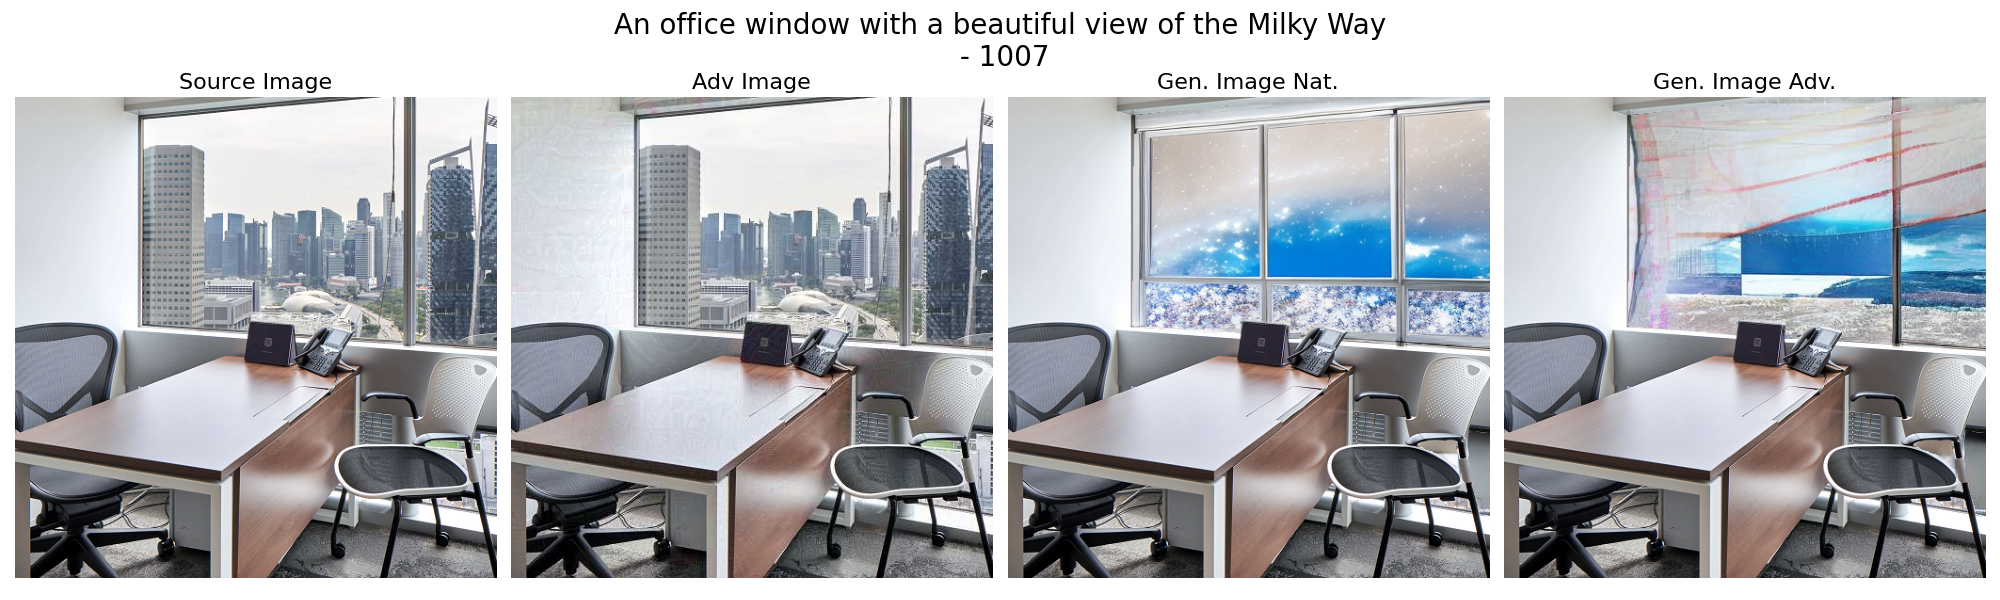 An office window with a beautiful view of the Milky Way
- 1007
Source Image
Adv Image
Gen. Image Nat.
Gen. Image Adv.